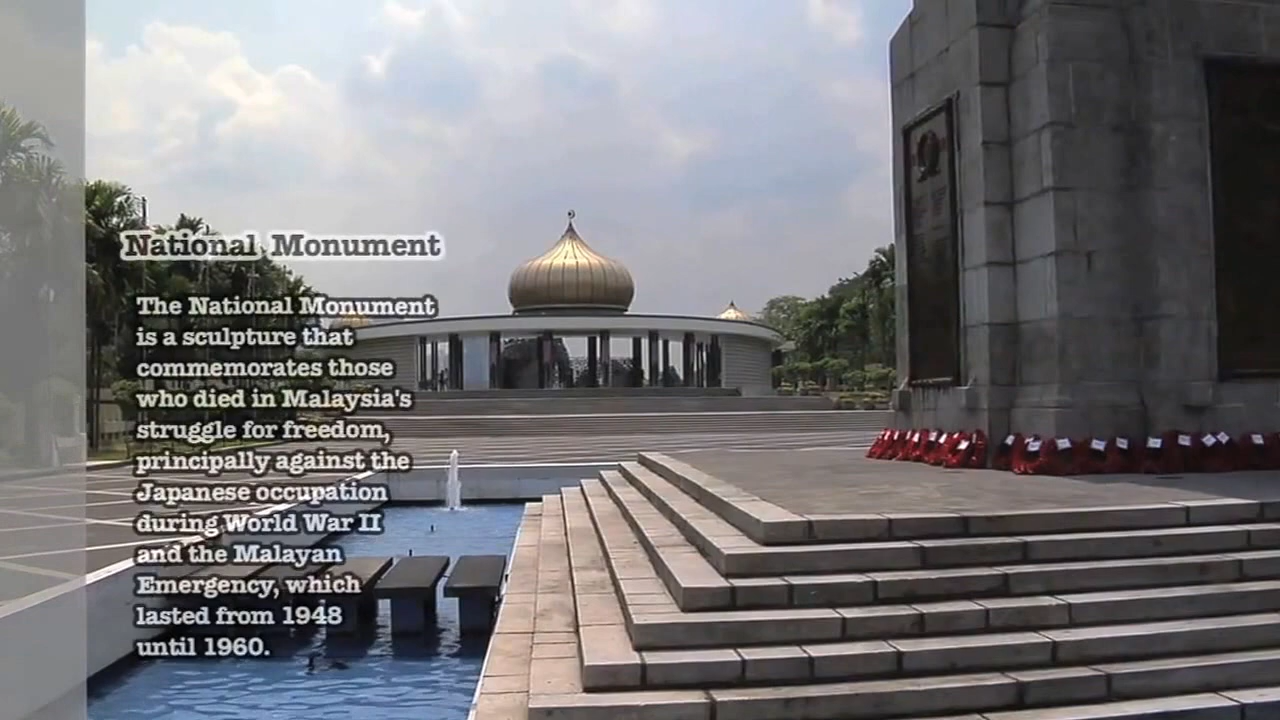 National Monument
The National Monument
is a sculpture that
commemorates those
who died in Malaysia's
struggle for freedom,
principally against the
Japanese occupation
during World War II
and the Malayan
Emergency, which
lasted from 1948
until 1960.